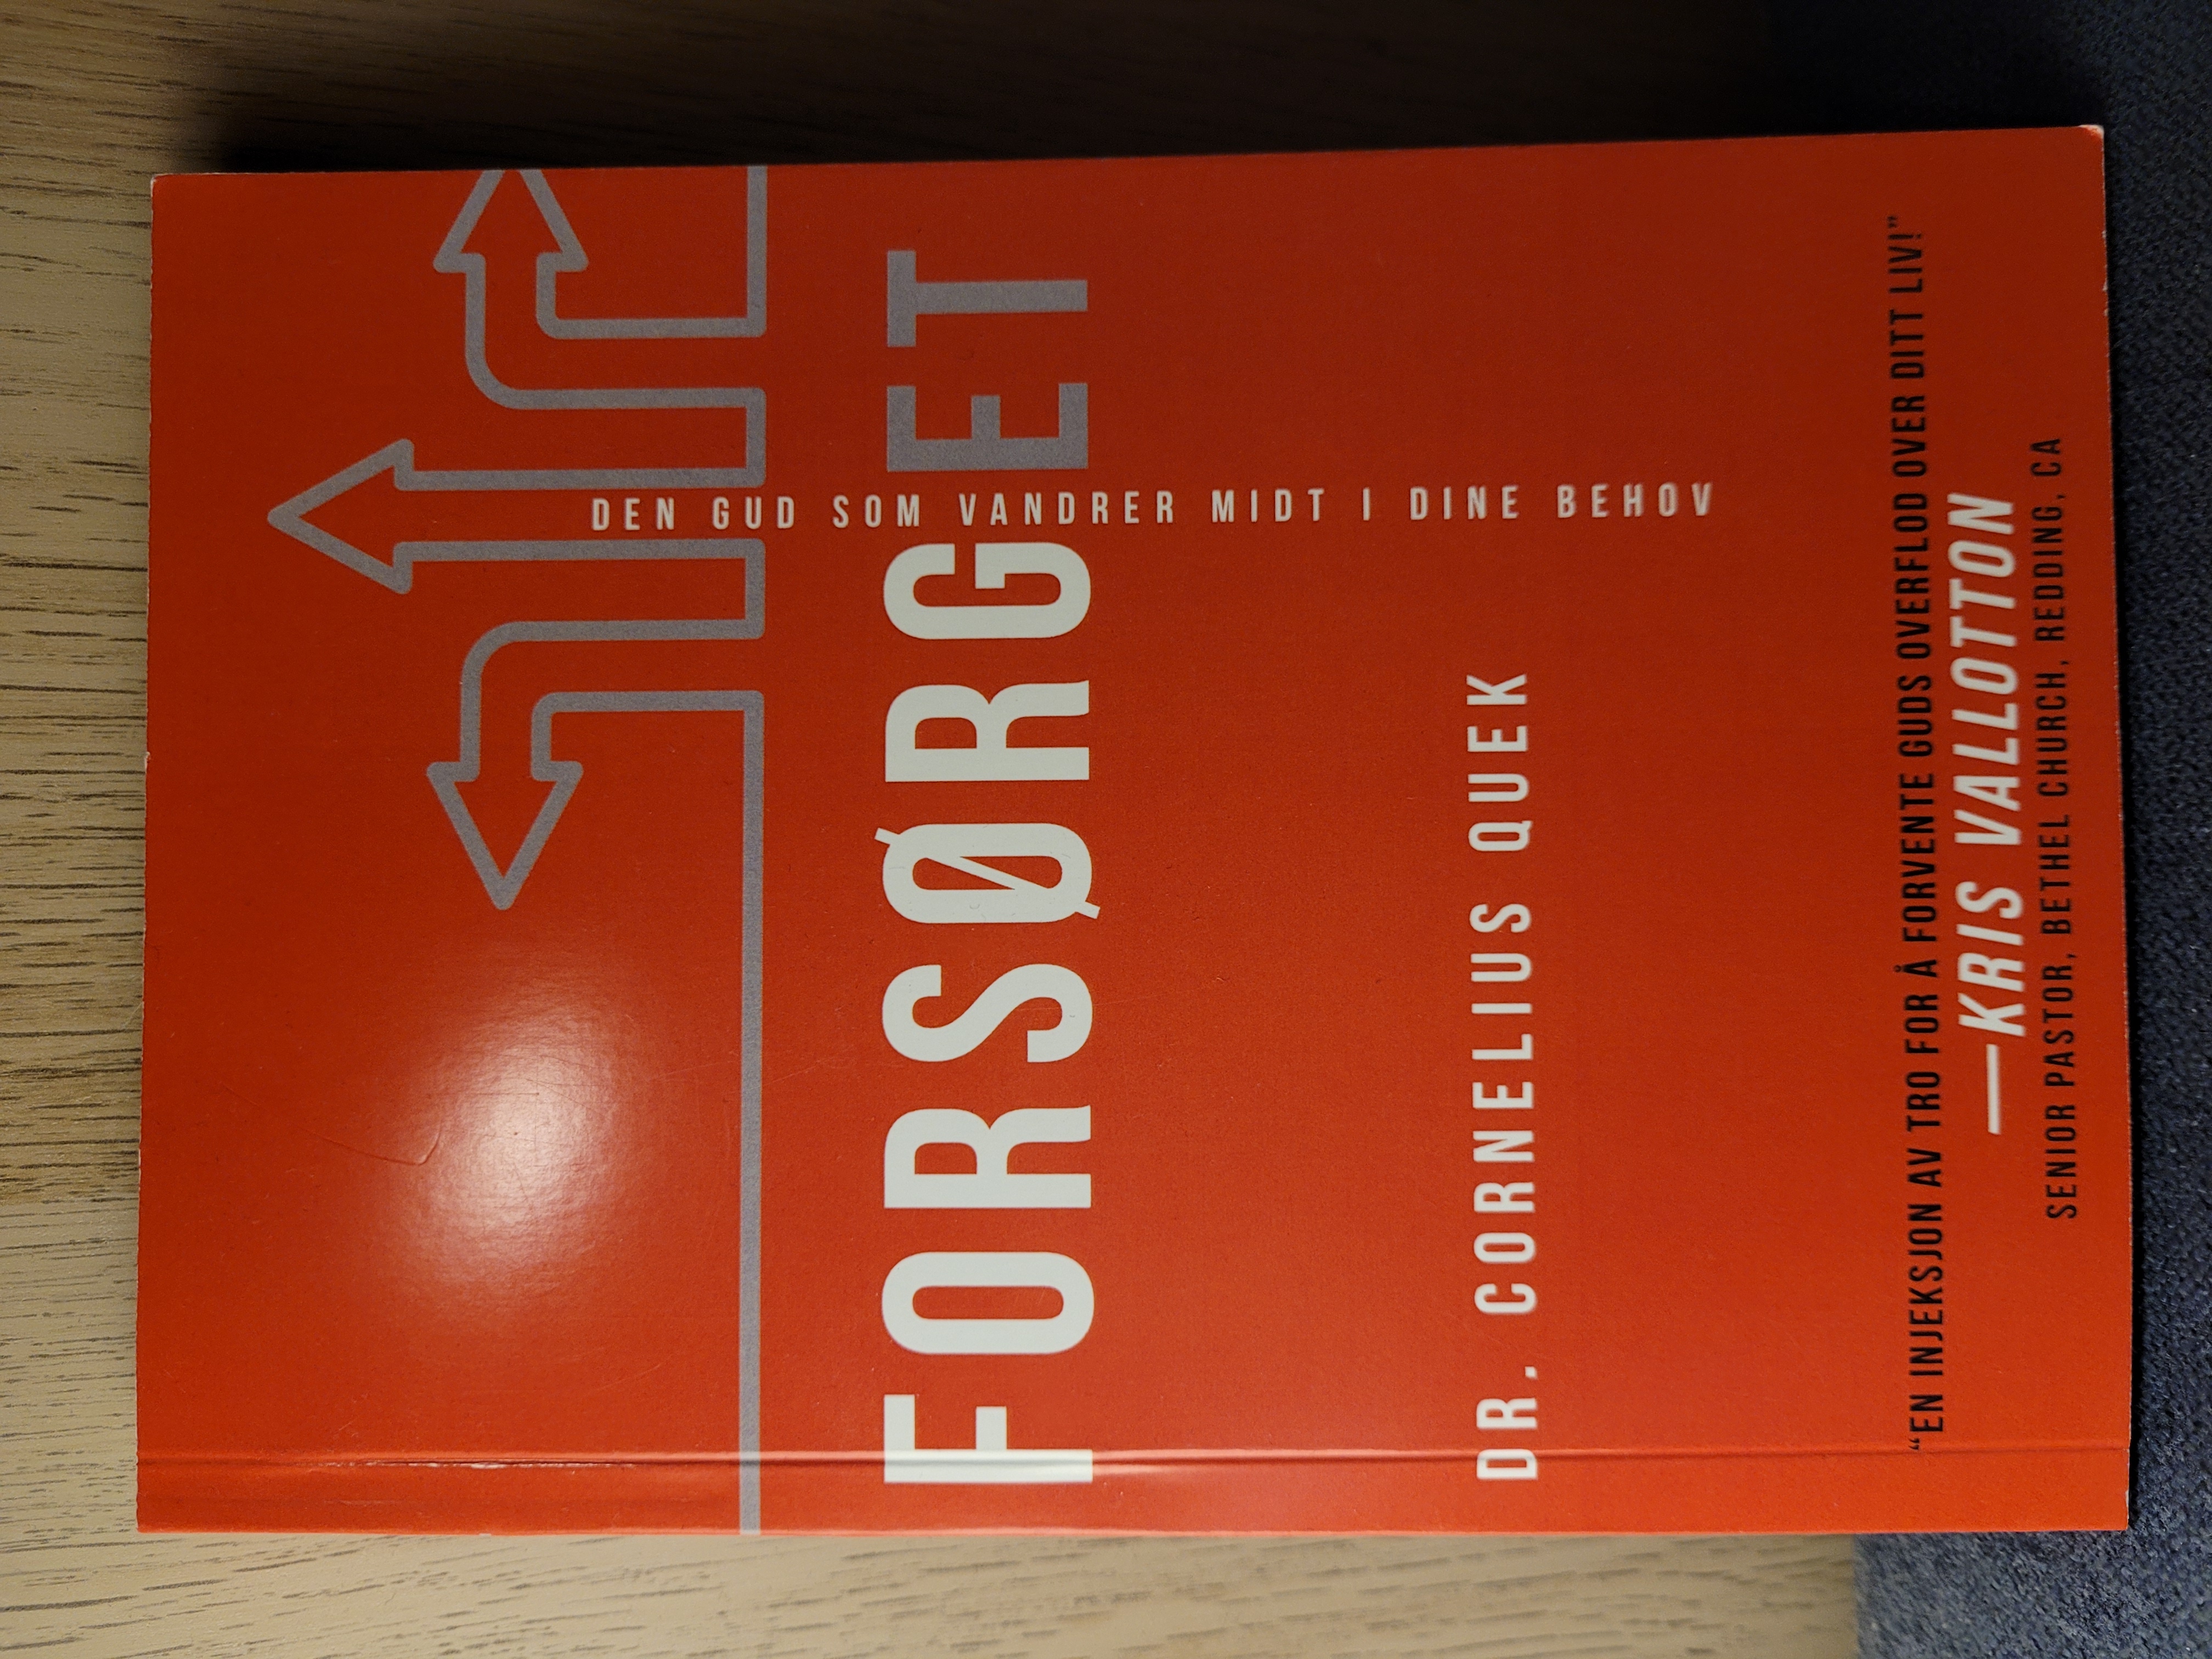 FORSØRGET
DEN GUD SOM VANDRER MIDT I DINE BEHOV
DR. CORNELIUS QUEK
“EN INJEKSJON AV TRO FOR Å FORVENTE GUDS OVERFLOD OVER DITT LIV!”
—KRIS VALLOTTON
SENIOR PASTOR, BETHEL CHURCH, REDDING, CA